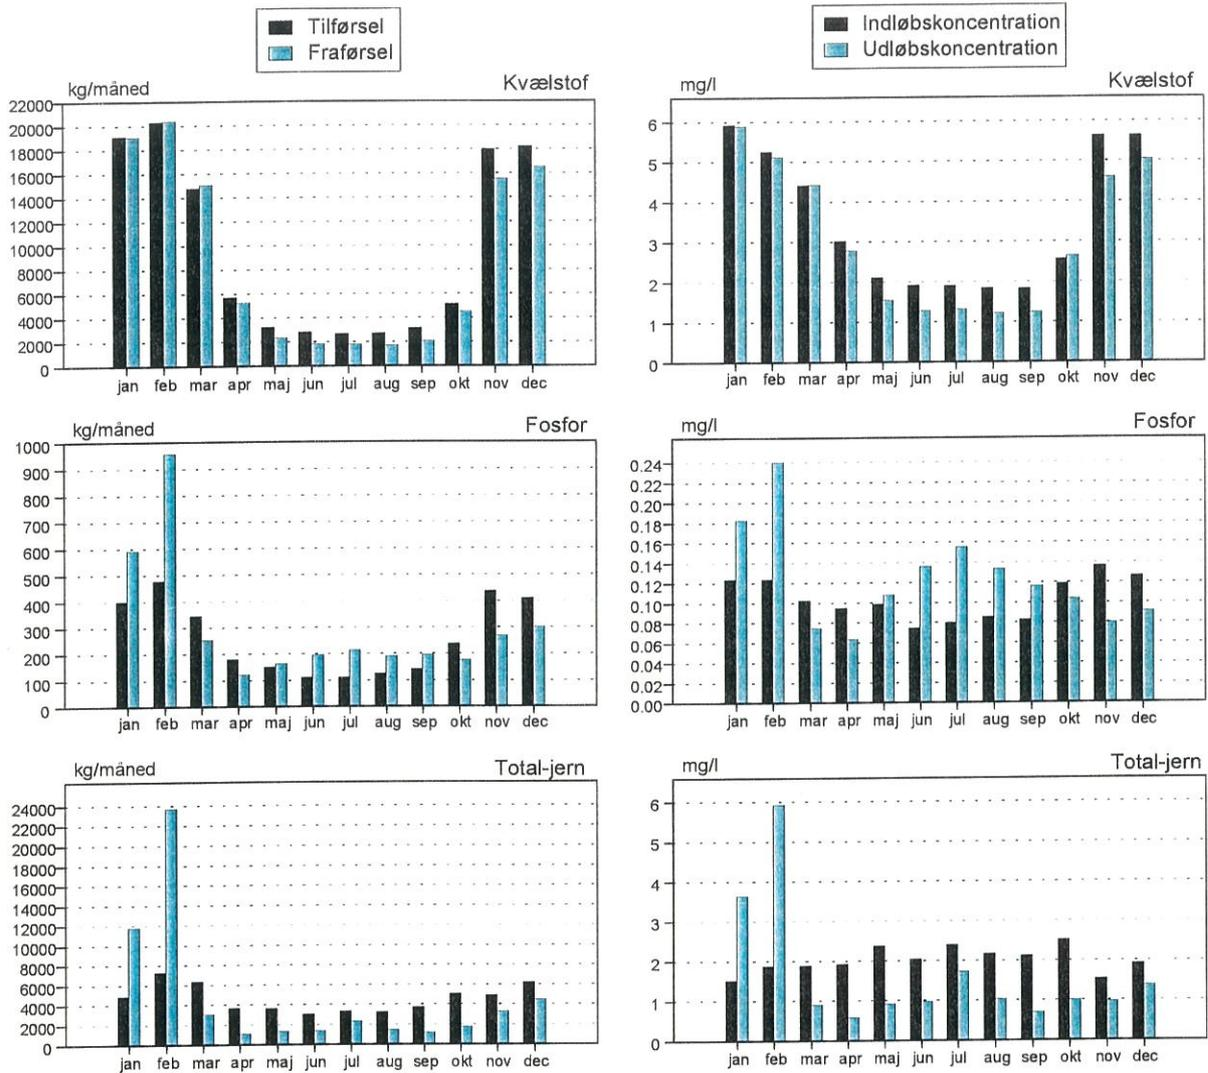 Tilførsel
Fraførsel
Indløbskoncentration
Udløbskoncentration
kg/måned
Kvælstof
22000
20000
18000
16000
14000
12000
10000
8000
6000
4000
2000
0
jan feb mar apr maj jun jul aug sep okt nov dec
mg/l
Kvælstof
6
5
4
3
2
1
0
jan feb mar apr maj jun jul aug sep okt nov dec
kg/måned
Fosfor
1000
900
800
700
600
500
400
300
200
100
0
jan feb mar apr maj jun jul aug sep okt nov dec
mg/l
Fosfor
0.24
0.22
0.20
0.18
0.16
0.14
0.12
0.10
0.08
0.06
0.04
0.02
0.00
jan feb mar apr maj jun jul aug sep okt nov dec
kg/måned
Total-jern
24000
22000
20000
18000
16000
14000
12000
10000
8000
6000
4000
2000
0
jan feb mar apr maj jun jul aug sep okt nov dec
mg/l
Total-jern
6
5
4
3
2
1
0
jan feb mar apr maj jun jul aug sep okt nov dec